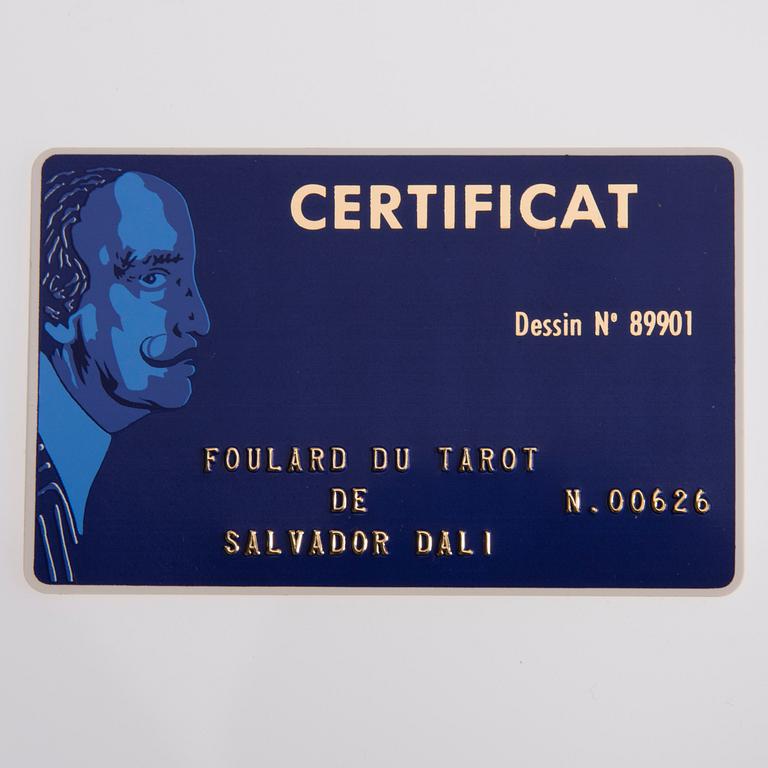 CERTIFICAT
Dessin N° 89901
FOULARD DU TAROT
DE
N.00626
SALVADOR DALI